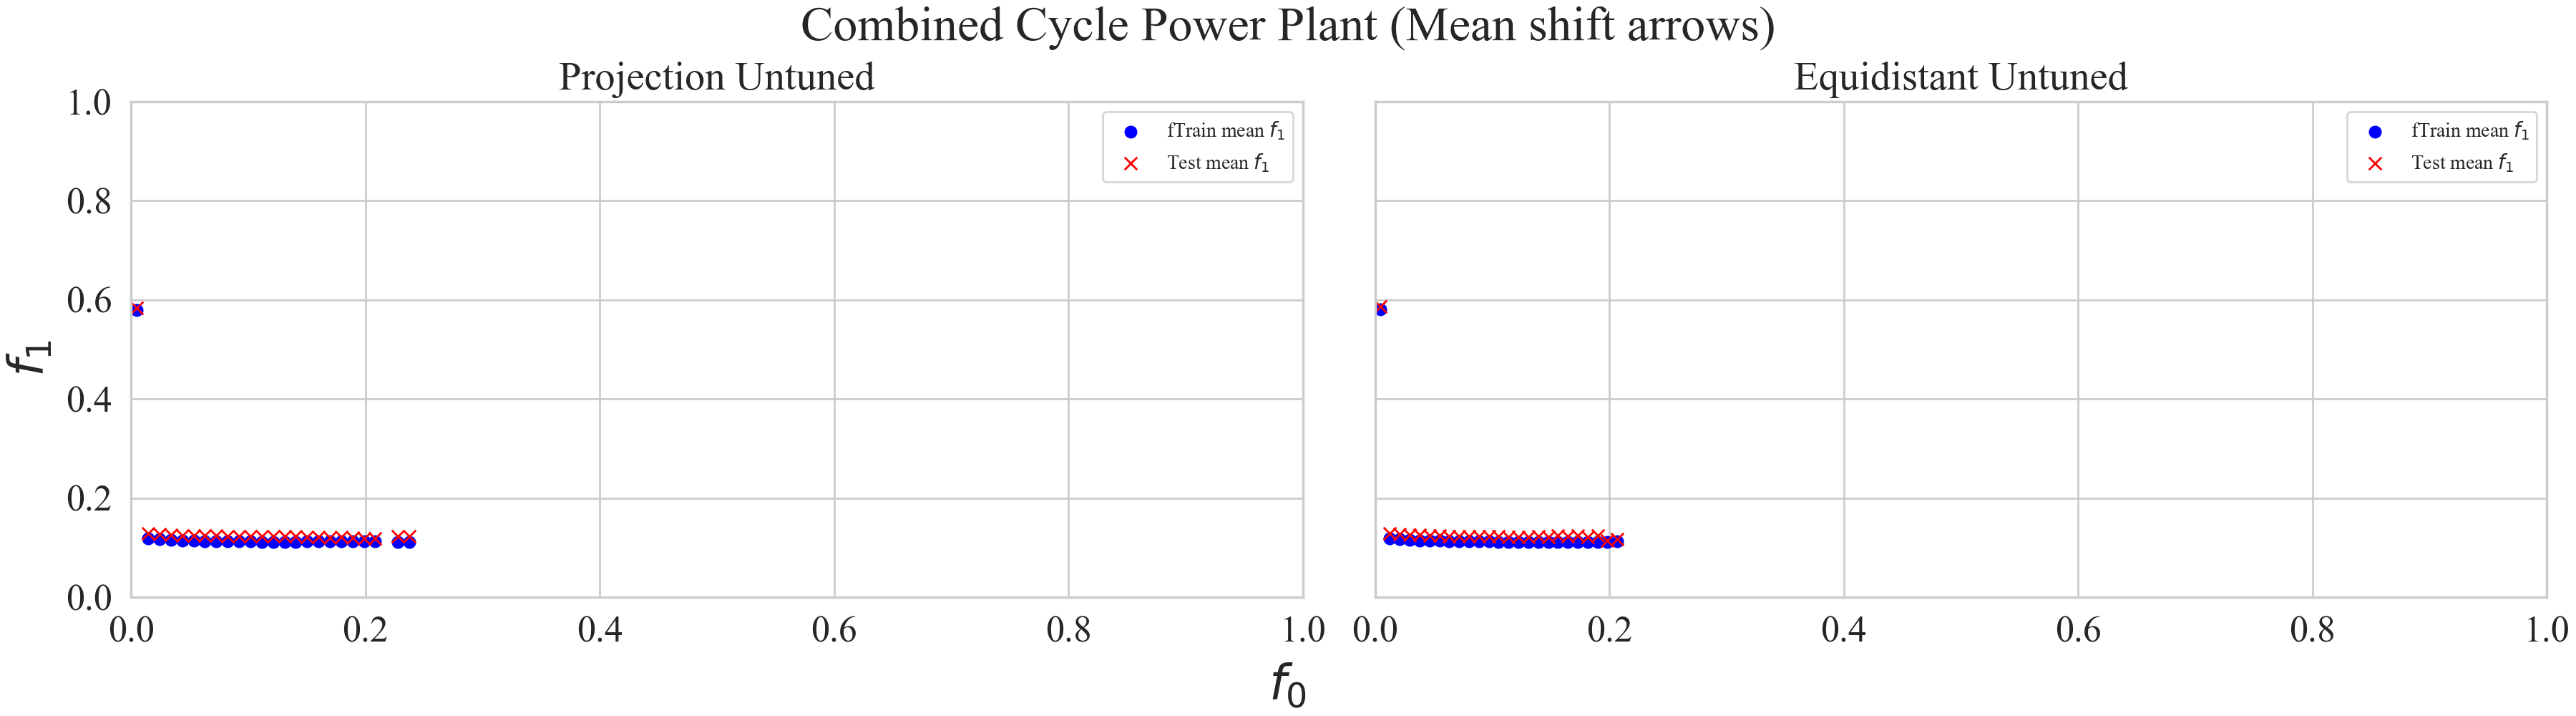 Combined Cycle Power Plant (Mean shift arrows)
Projection Untuned
fTrain mean f₁
Test mean f₁
1.0
0.8
0.6
0.4
0.2
0.0
f₁
0.0 0.2 0.4 0.6 0.8 1.0
Equidistant Untuned
fTrain mean f₁
Test mean f₁
0.0 0.2 0.4 0.6 0.8 1.0
f₀